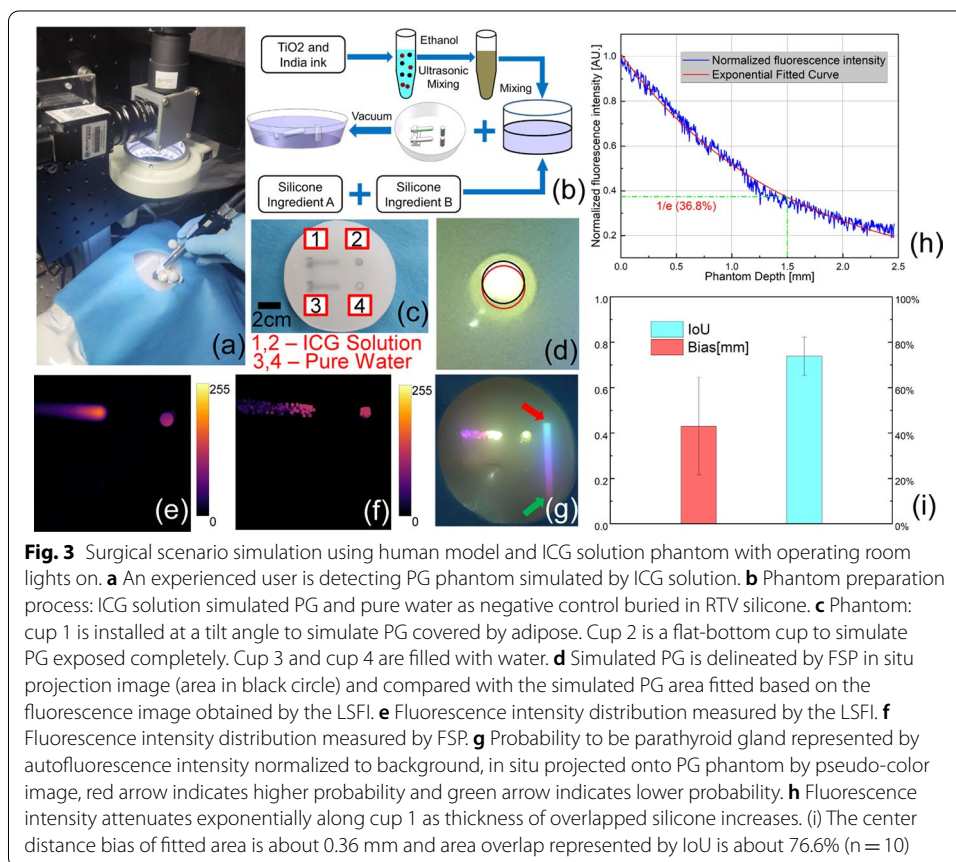 TiO2 and
India ink
Ethanol
Ultrasonic
Mixing
Mixing
Vacuum
Silicone
Ingredient A
Silicone
Ingredient B
(a)
(b)
1
2
3
4
2cm
(c)
1,2 – ICG Solution
3,4 – Pure Water
(d)
255
0
(e)
255
0
(f)
(g)
Normalized fluorescence intensity [AU.]
1.0
0.8
0.6
0.4
0.2
Normalized fluorescence intensity
Exponential Fitted Curve
1/e (36.8%)
0.0
0.5
1.0
1.5
2.0
2.5
Phantom Depth [mm]
(h)
1.0
0.8
0.6
0.4
0.2
0.0
IoU
Bias[mm]
100%
80%
60%
40%
20%
0%
(i)
Fig. 3 Surgical scenario simulation using human model and ICG solution phantom with operating room
lights on. a An experienced user is detecting PG phantom simulated by ICG solution. b Phantom preparation
process: ICG solution simulated PG and pure water as negative control buried in RTV silicone. c Phantom:
cup 1 is installed at a tilt angle to simulate PG covered by adipose. Cup 2 is a flat-bottom cup to simulate
PG exposed completely. Cup 3 and cup 4 are filled with water. d Simulated PG is delineated by FSP in situ
projection image (area in black circle) and compared with the simulated PG area fitted based on the
fluorescence image obtained by the LSFI. e Fluorescence intensity distribution measured by the LSFI. f
Fluorescence intensity distribution measured by FSP. g Probability to be parathyroid gland represented by
autofluorescence intensity normalized to background, in situ projected onto PG phantom by pseudo-color
image, red arrow indicates higher probability and green arrow indicates lower probability. h Fluorescence
intensity attenuates exponentially along cup 1 as thickness of overlapped silicone increases. (i) The center
distance bias of fitted area is about 0.36 mm and area overlap represented by IoU is about 76.6% (n = 10)